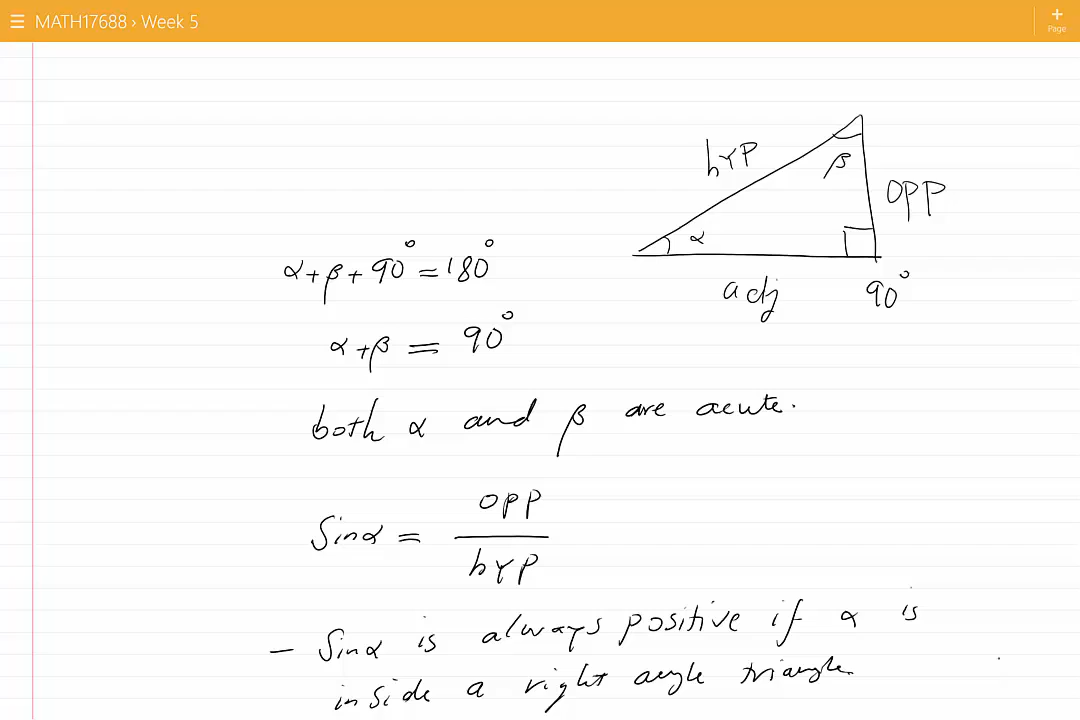 ☰ MATH17688 › Week 5
+
Page
hyp
β
opp
α
adj
90°
α+β+90°=180°
α+β = 90°
both α and β are acute.
Sinα = opp
hyp
- Sinα is always positive if α is
inside a right angle triangle.